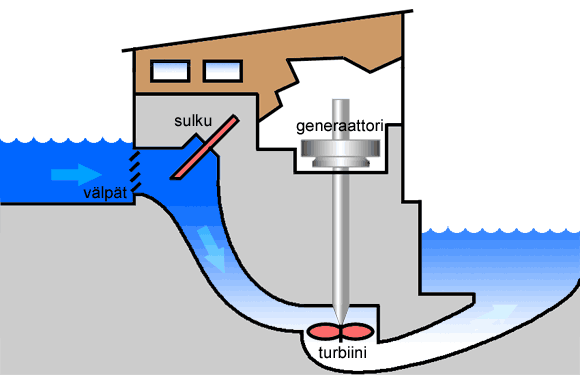 sulku
generaattori
välpät
turbiini